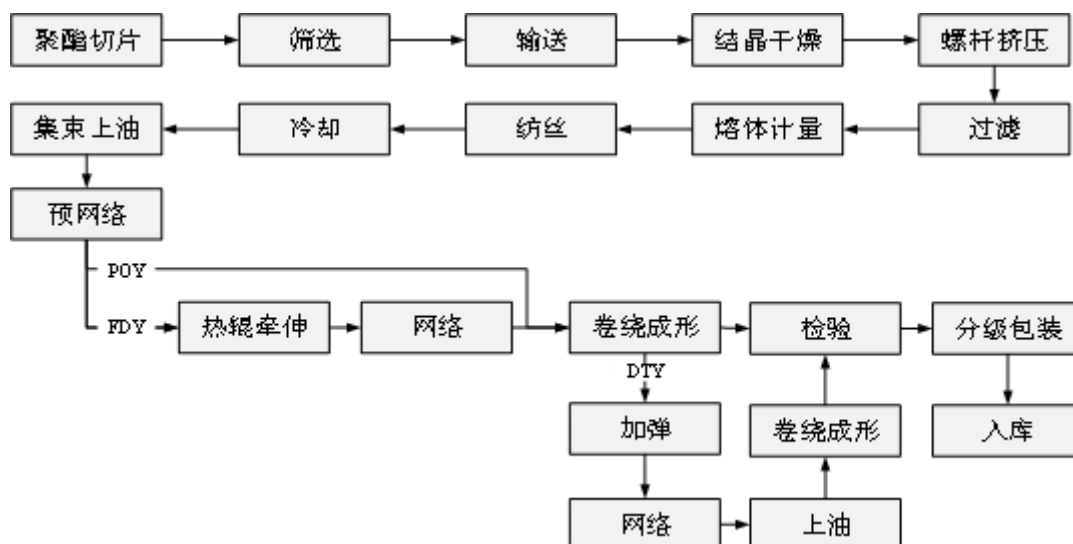 聚酯切片 筛选 输送 结晶干燥 螺杆挤压
集束上油 冷却 纺丝 熔体计量 过滤
预网络
POY
FDY 热辊牵伸 网络 卷绕成形 检验 分级包装
DTY
加弹 卷绕成形 入库
网络 上油